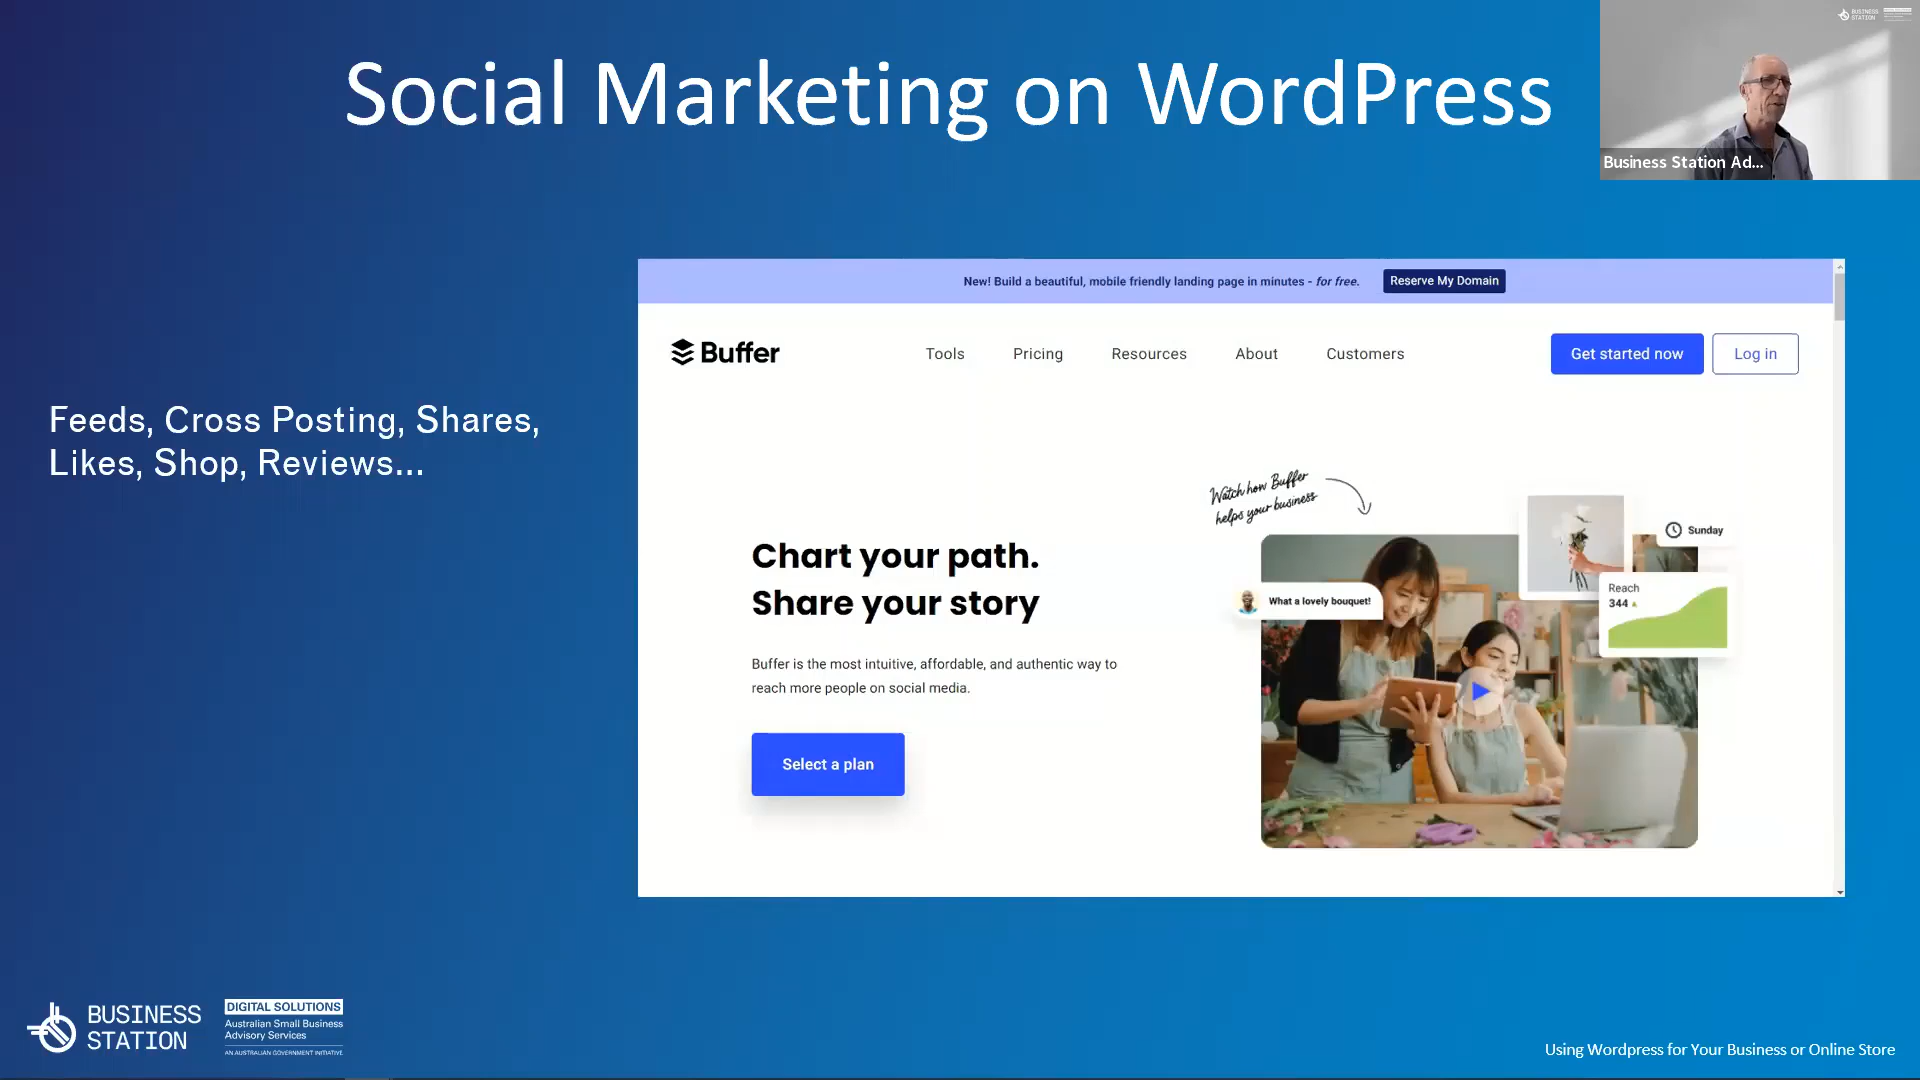 Social Marketing on WordPress
BUSINESS
STATION
Business Station Ad...
Feeds, Cross Posting, Shares,
Likes, Shop, Reviews...
New! Build a beautiful, mobile friendly landing page in minutes - for free.
Reserve My Domain
Buffer
Tools
Pricing
Resources
About
Customers
Get started now
Log in
Watch how Buffer
helps your business
Chart your path.
Share your story
Buffer is the most intuitive, affordable, and authentic way to
reach more people on social media.
Select a plan
What a lovely bouquet!
Sunday
Reach
344
BUSINESS
STATION
DIGITAL SOLUTIONS
Australian Small Business
Advisory Services
AN AUSTRALIAN GOVERNMENT INITIATIVE
Using Wordpress for Your Business or Online Store